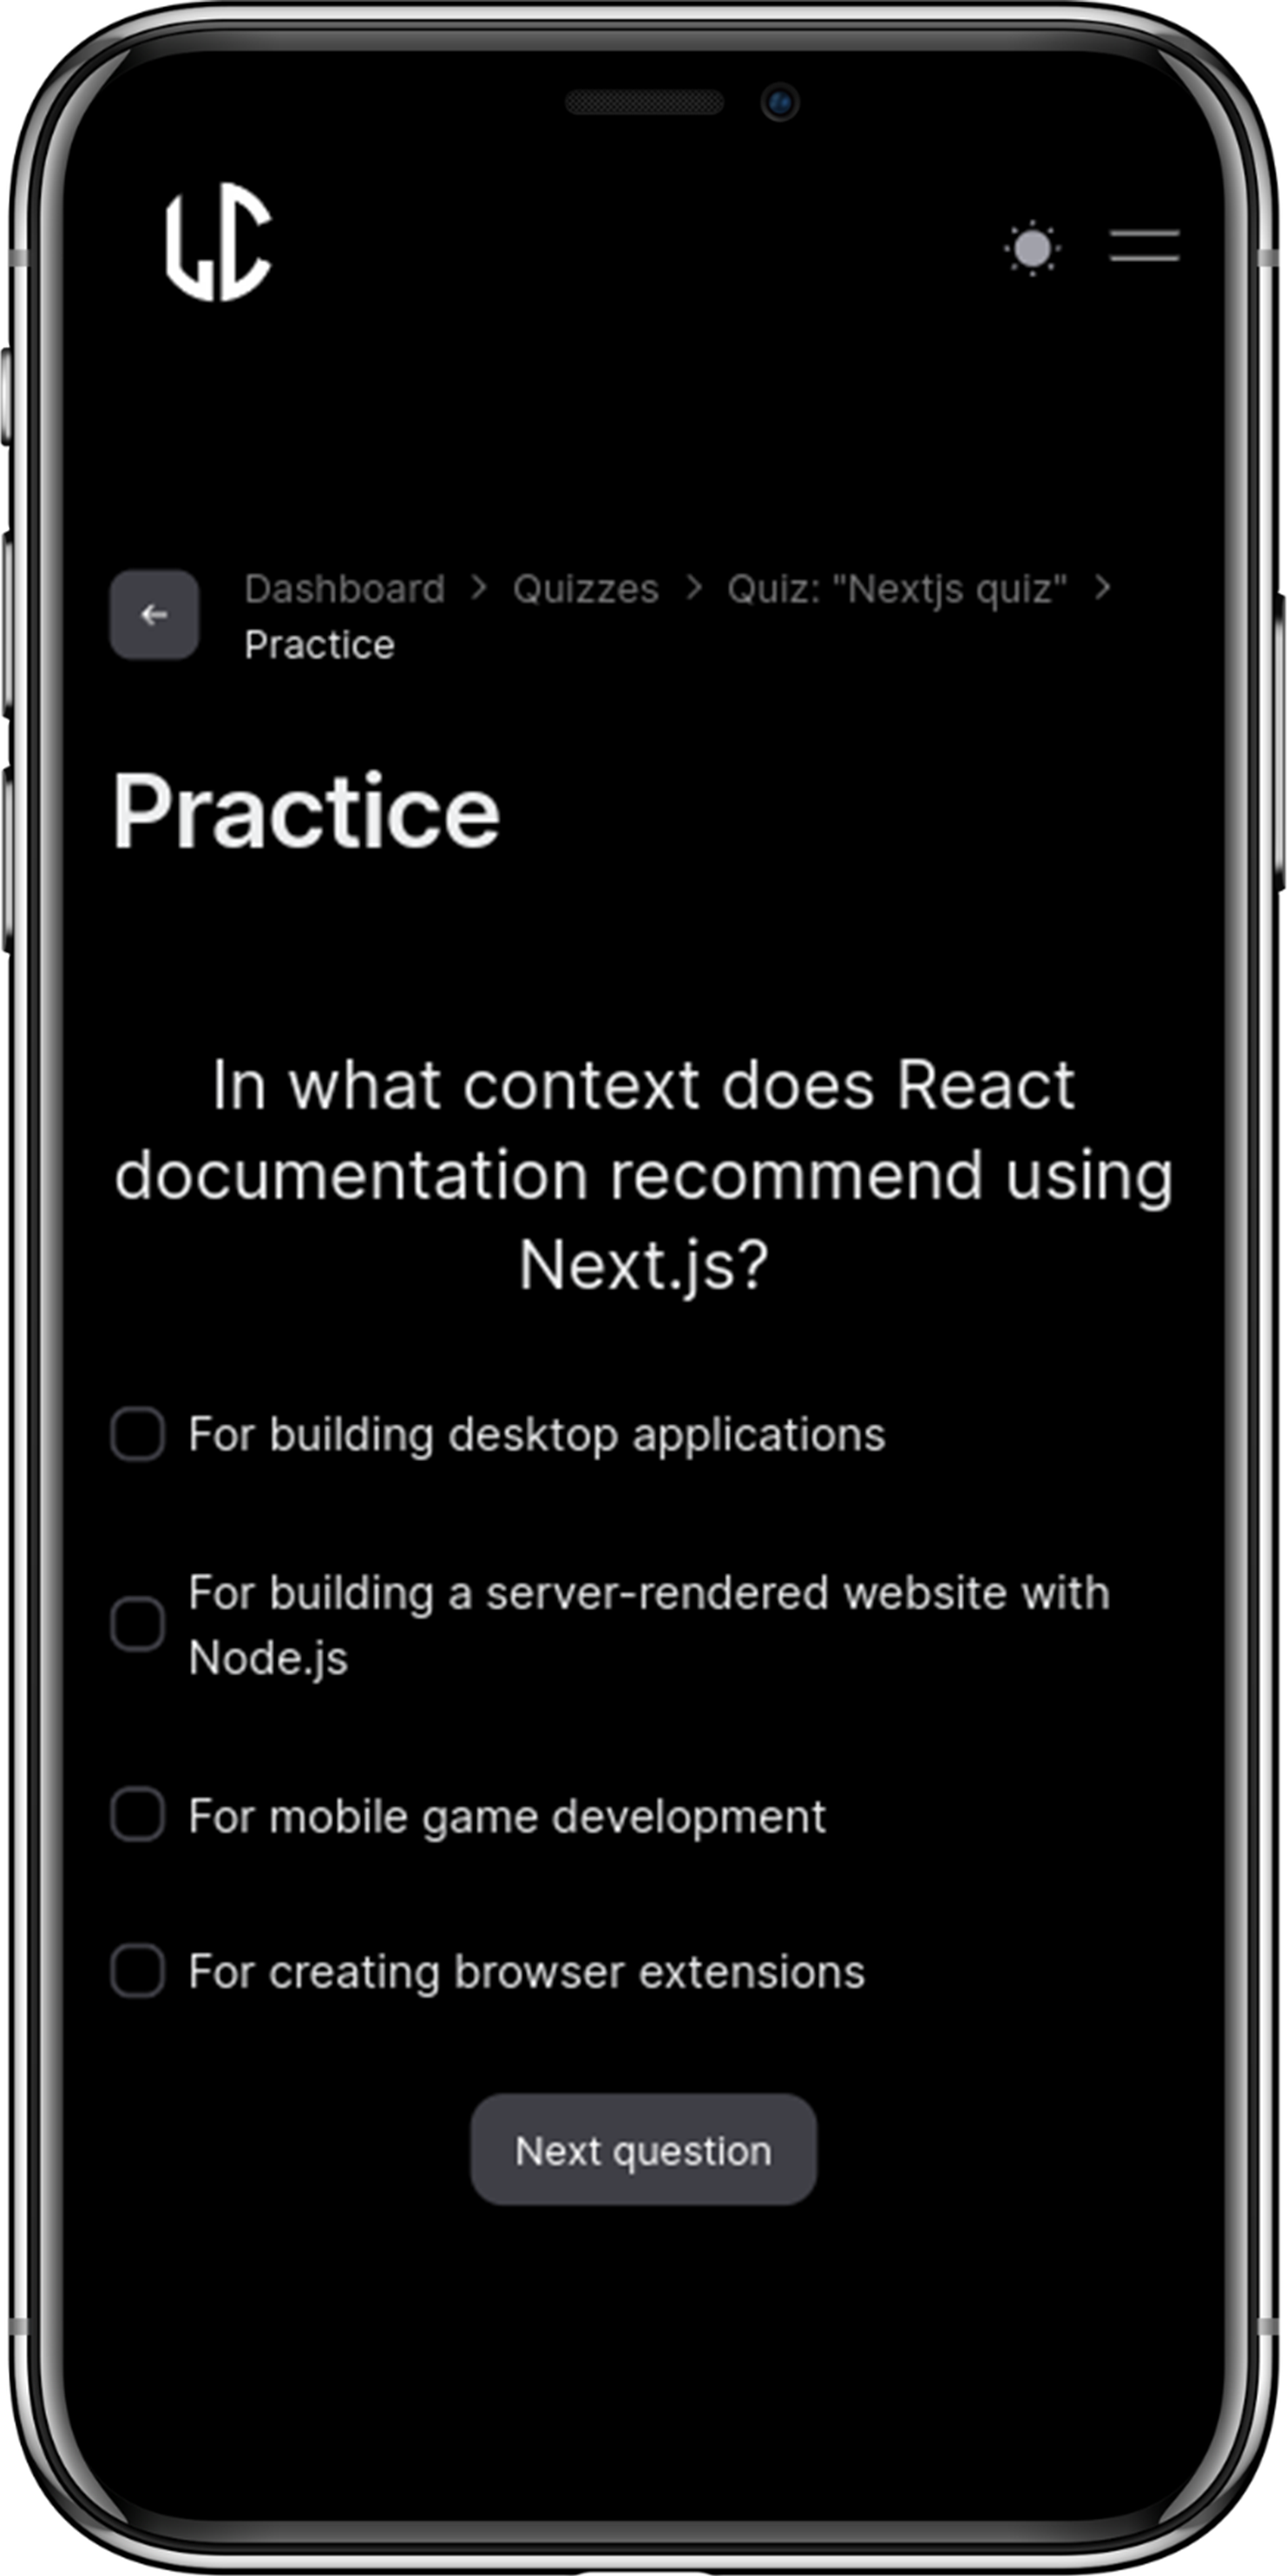 Dashboard > Quizzes > Quiz: "Nextjs quiz" >
Practice
Practice
In what context does React
documentation recommend using
Next.js?
For building desktop applications
For building a server-rendered website with
Node.js
For mobile game development
For creating browser extensions
Next question